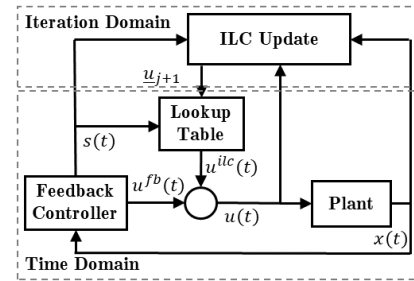 Iteration Domain
ILC Update
u_{j+1}
Lookup
Table
s(t)
u^{ilc}(t)
Feedback
Controller
u^{fb}(t)
u(t)
Plant
x(t)
Time Domain